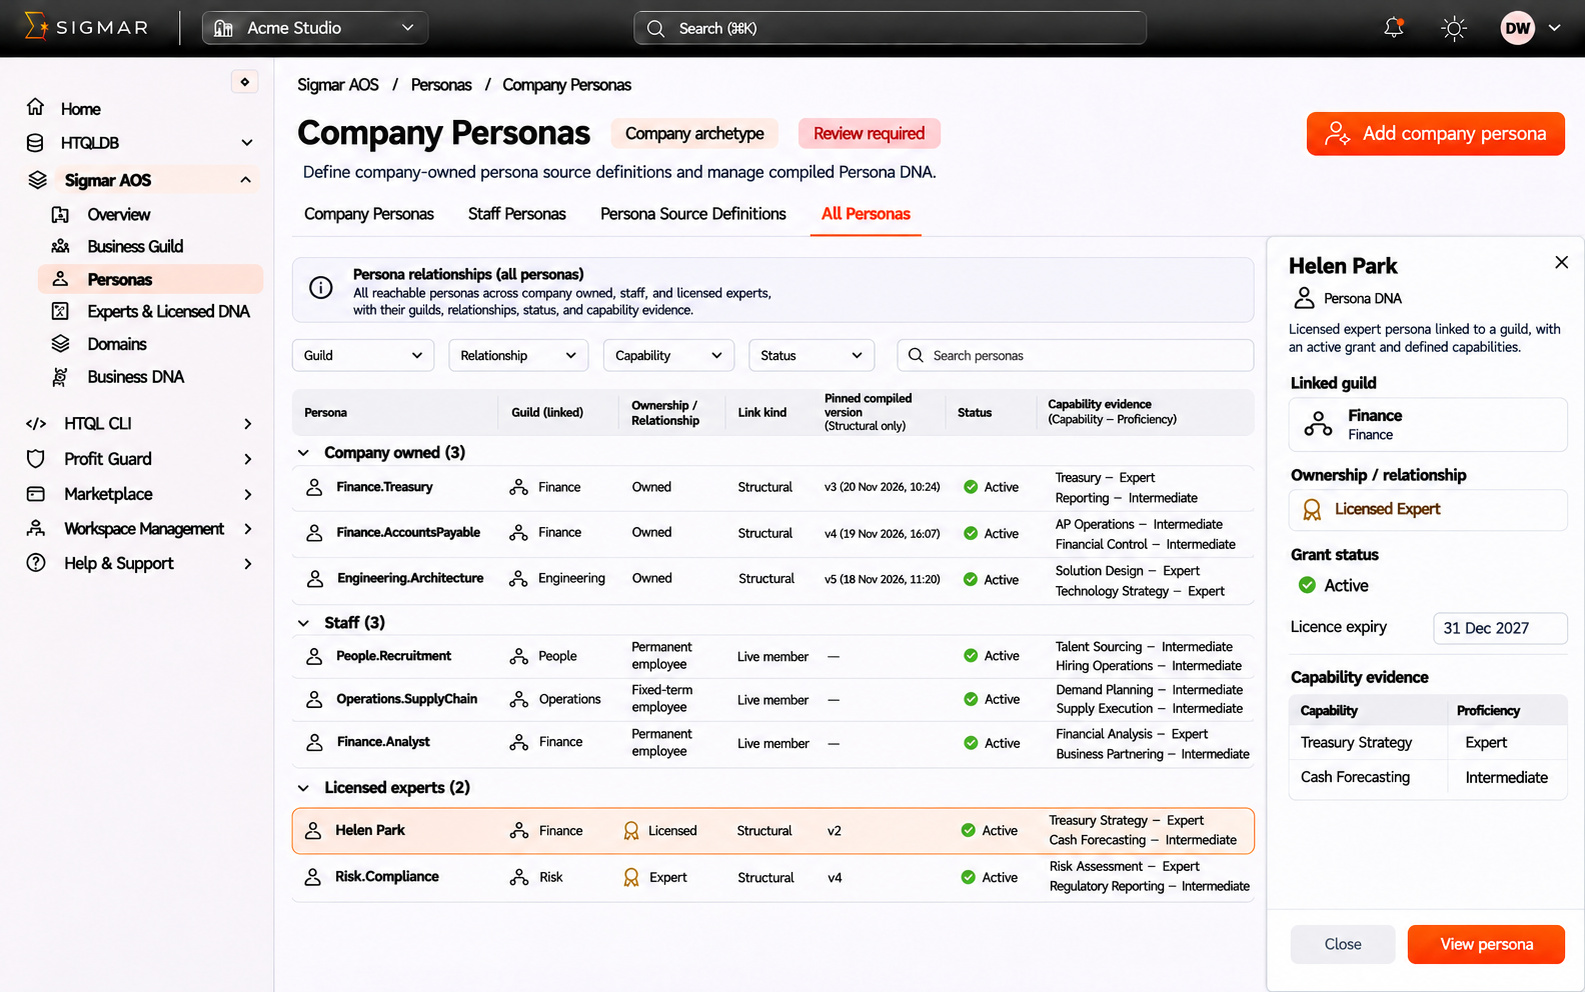 SIGMAR
Acme Studio
Search (⌘K)
DW
Home
HTQLDB
Sigmar AOS
Overview
Business Guild
Personas
Experts & Licensed DNA
Domains
Business DNA
HTQL CLI
Profit Guard
Marketplace
Workspace Management
Help & Support
Sigmar AOS / Personas / Company Personas
Company Personas
Company archetype
Review required
Add company persona
Define company-owned persona source definitions and manage compiled Persona DNA.
Company Personas
Staff Personas
Persona Source Definitions
All Personas
Persona relationships (all personas)
All reachable personas across company owned, staff, and licensed experts,
with their guilds, relationships, status, and capability evidence.
Guild
Relationship
Capability
Status
Search personas
Persona
Guild (linked)
Ownership /
Relationship
Link kind
Pinned compiled
version
(Structural only)
Status
Capability evidence
(Capability – Proficiency)
Company owned (3)
Finance.Treasury
Finance
Owned
Structural
v3 (20 Nov 2026, 10:24)
Active
Treasury – Expert
Reporting – Intermediate
Finance.AccountsPayable
Finance
Owned
Structural
v4 (19 Nov 2026, 16:07)
Active
AP Operations – Intermediate
Financial Control – Intermediate
Engineering.Architecture
Engineering
Owned
Structural
v5 (18 Nov 2026, 11:20)
Active
Solution Design – Expert
Technology Strategy – Expert
Staff (3)
People.Recruitment
People
Permanent
employee
Live member
—
Active
Talent Sourcing – Intermediate
Hiring Operations – Intermediate
Operations.SupplyChain
Operations
Fixed-term
employee
Live member
—
Active
Demand Planning – Intermediate
Supply Execution – Intermediate
Finance.Analyst
Finance
Permanent
employee
Live member
—
Active
Financial Analysis – Expert
Business Partnering – Intermediate
Licensed experts (2)
Helen Park
Finance
Licensed
Structural
v2
Active
Treasury Strategy – Expert
Cash Forecasting – Intermediate
Risk.Compliance
Risk
Expert
Structural
v4
Active
Risk Assessment – Expert
Regulatory Reporting – Intermediate
Helen Park
Persona DNA
Licensed expert persona linked to a guild, with
an active grant and defined capabilities.
Linked guild
Finance
Finance
Ownership / relationship
Licensed Expert
Grant status
Active
Licence expiry
31 Dec 2027
Capability evidence
Capability
Proficiency
Treasury Strategy
Expert
Cash Forecasting
Intermediate
Close
View persona